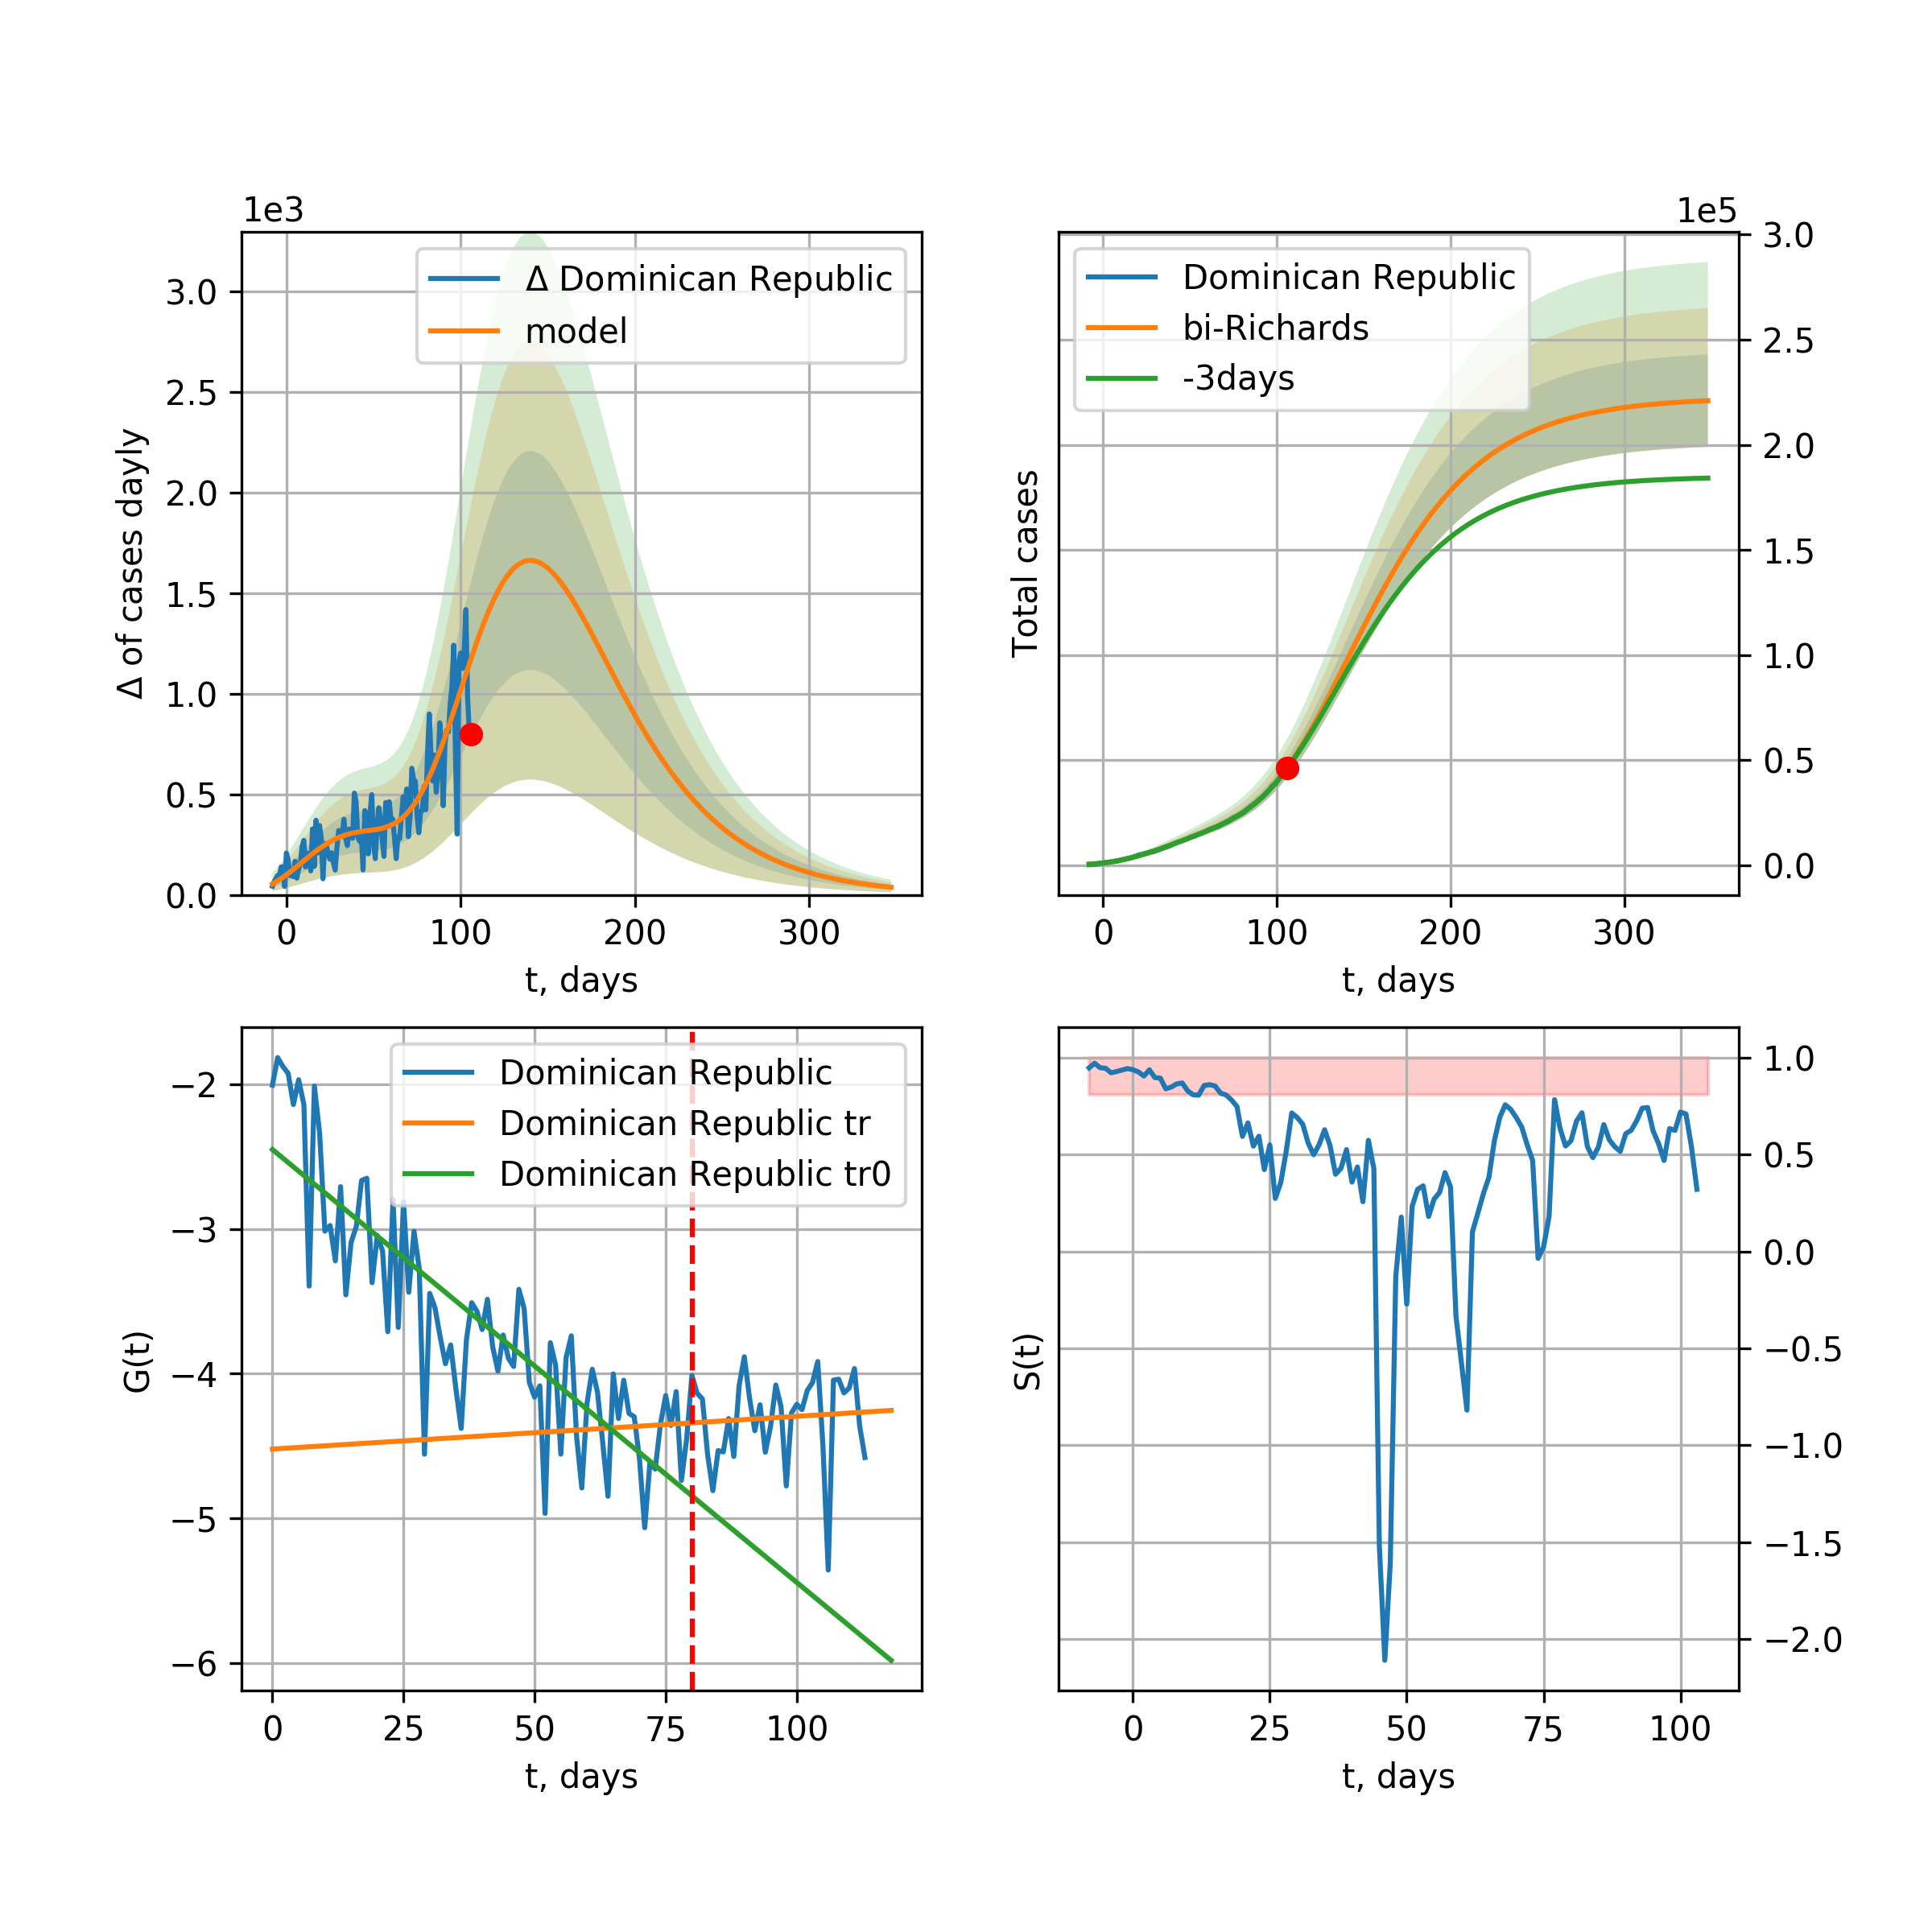 1e3
Δ of cases dayly
3.0
2.5
2.0
1.5
1.0
0.5
0.0
Δ Dominican Republic
model
0 100 200 300
t, days
1e5
Total cases
Dominican Republic
bi-Richards
-3days
3.0
2.5
2.0
1.5
1.0
0.5
0.0
0 100 200 300
t, days
G(t)
−2
−3
−4
−5
−6
Dominican Republic
Dominican Republic tr
Dominican Republic tr0
0 25 50 75 100
t, days
S(t)
1.0
0.5
0.0
−0.5
−1.0
−1.5
−2.0
0 25 50 75 100
t, days